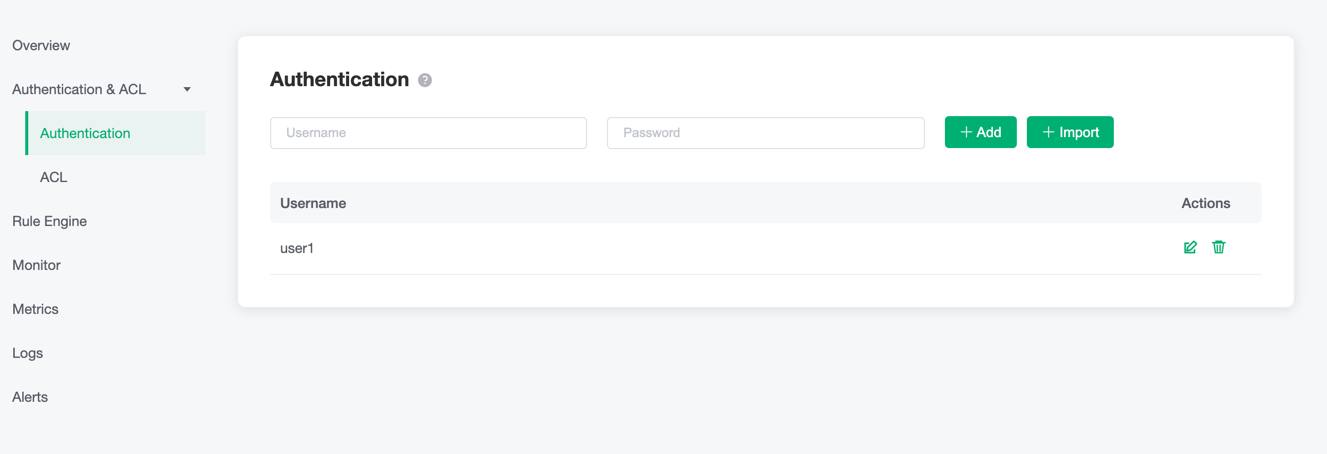 Overview
Authentication & ACL
Authentication
ACL
Rule Engine
Monitor
Metrics
Logs
Alerts
Authentication ?
Username Password + Add + Import
Username Actions
user1